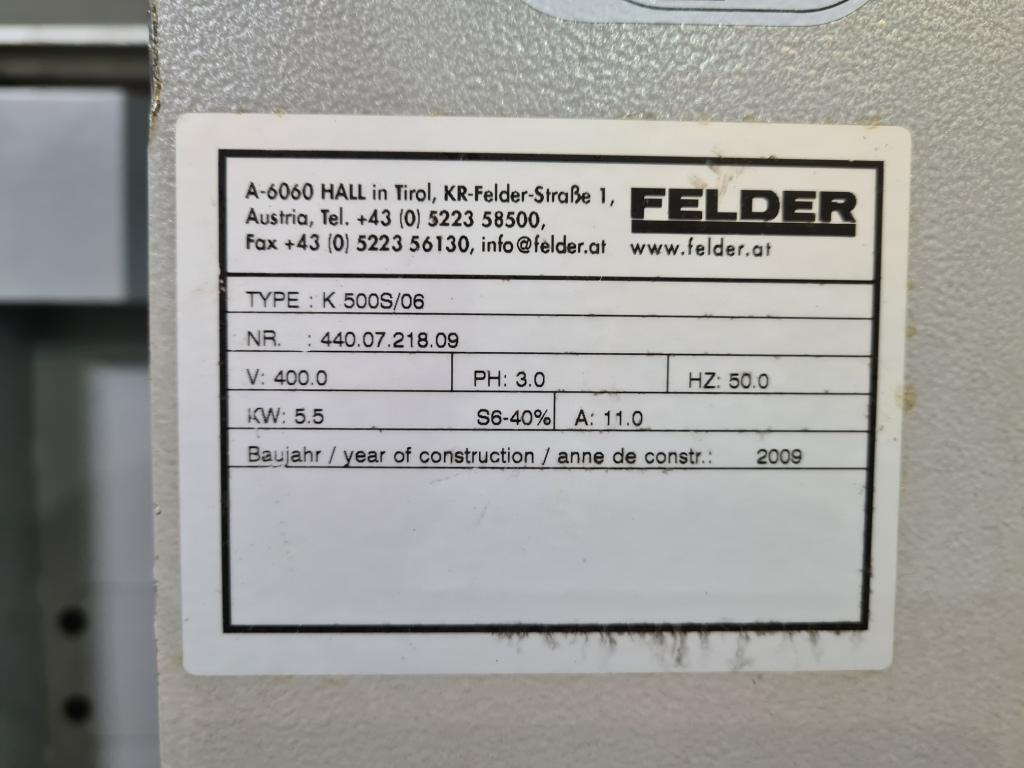 A-6060 HALL in Tirol, KR-Felder-Straße 1,
Austria, Tel. +43 (0) 5223 58500,
Fax +43 (0) 5223 56130, info@felder.at
FELDER
www.felder.at
TYPE : K 500S/06
NR. : 440.07.218.09
V: 400.0 PH: 3.0 HZ: 50.0
KW: 5.5 S6-40% A: 11.0
Baujahr / year of construction / anne de constr.: 2009